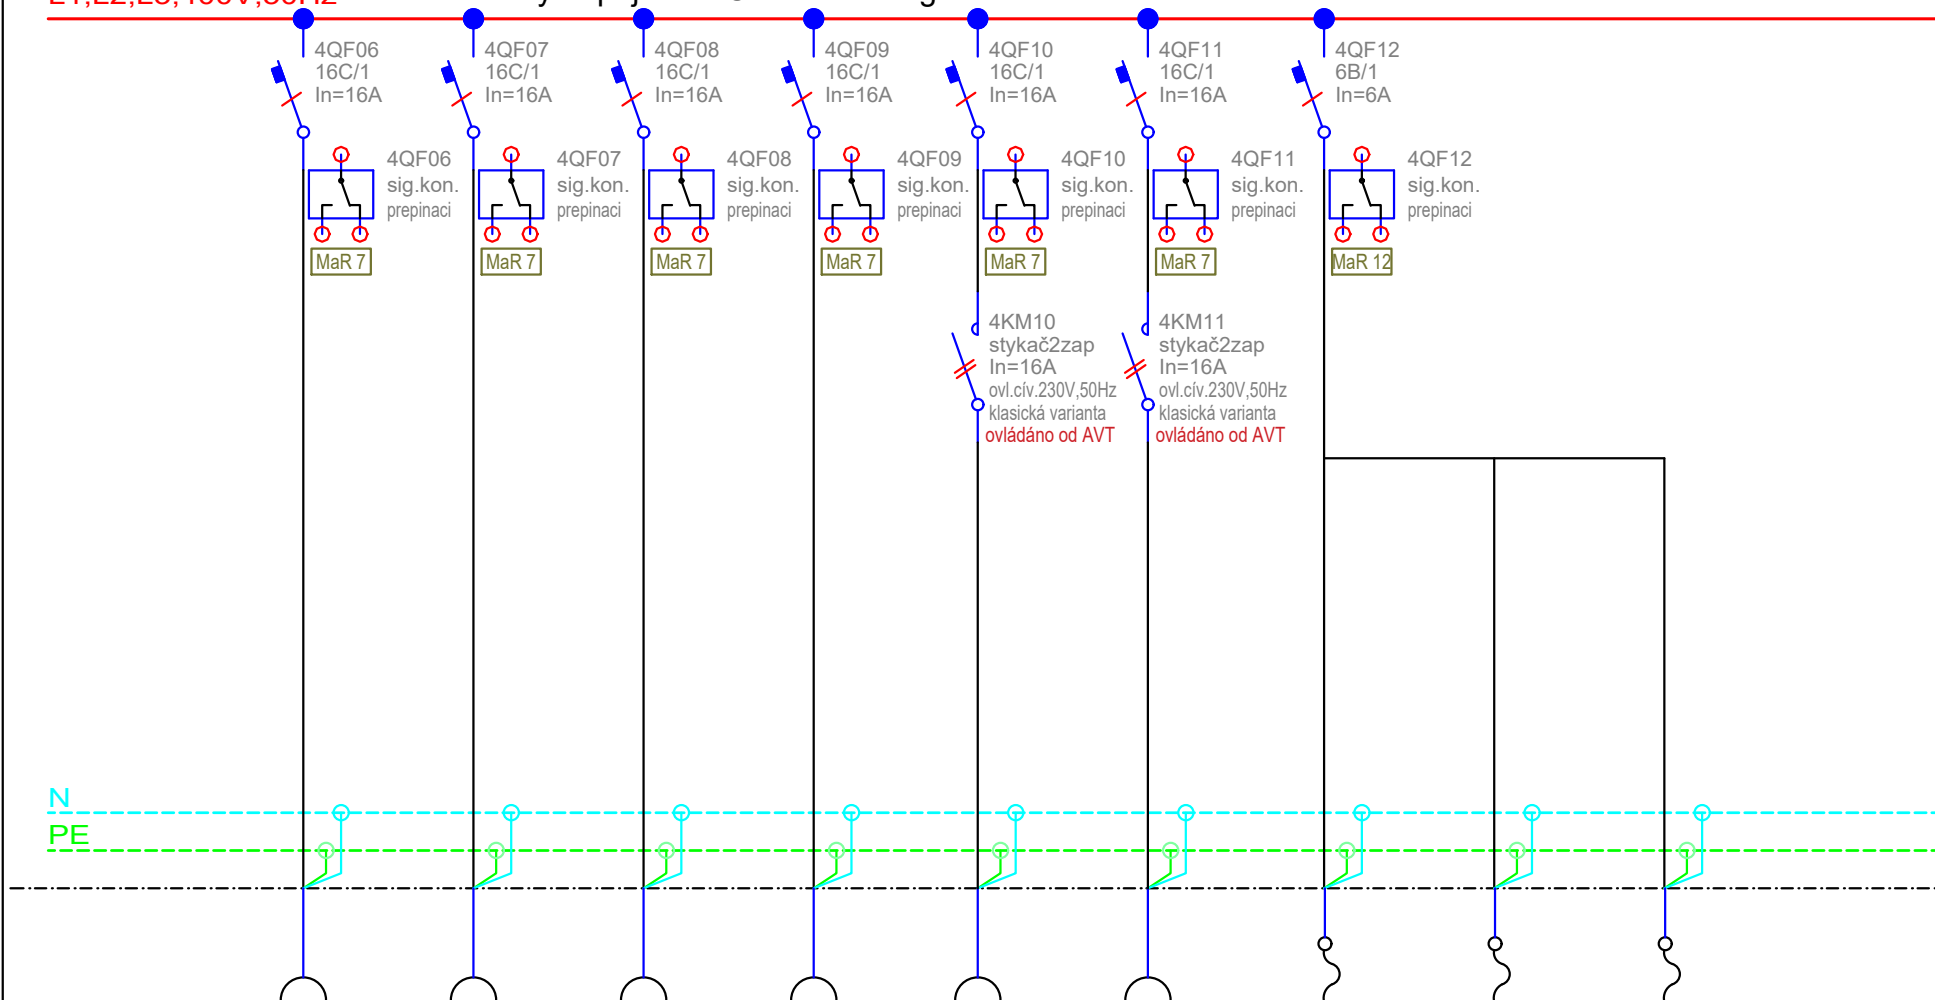 4QF06
16C/1
In=16A
4QF07
16C/1
In=16A
4QF08
16C/1
In=16A
4QF09
16C/1
In=16A
4QF10
16C/1
In=16A
4QF11
16C/1
In=16A
4QF12
6B/1
In=6A
4QF06
sig.kon.
prepinaci
MaR 7
4QF07
sig.kon.
prepinaci
MaR 7
4QF08
sig.kon.
prepinaci
MaR 7
4QF09
sig.kon.
prepinaci
MaR 7
4QF10
sig.kon.
prepinaci
MaR 7
4QF11
sig.kon.
prepinaci
MaR 7
4QF12
sig.kon.
prepinaci
MaR 12
4KM10
stykač2zap
In=16A
ovl.cív.230V,50Hz
klasická varianta
ovládáno od AVT
4KM11
stykač2zap
In=16A
ovl.cív.230V,50Hz
klasická varianta
ovládáno od AVT
N
PE